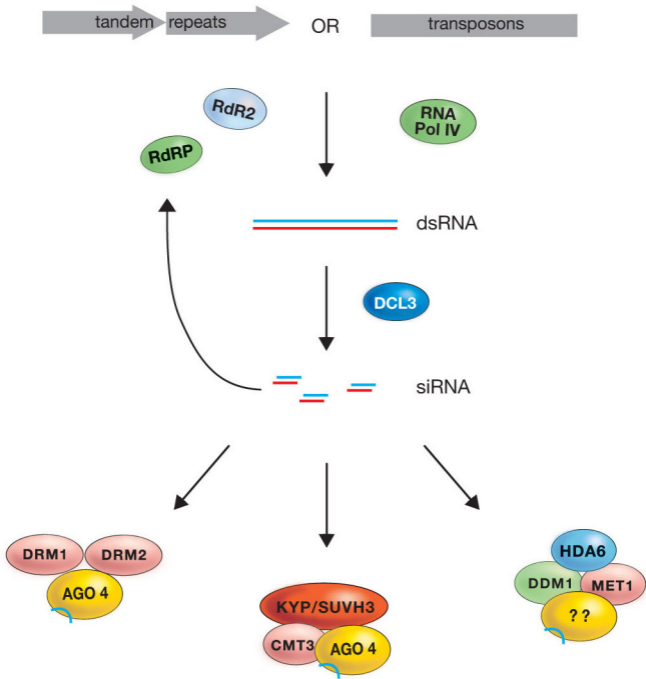 tandem repeats
OR
transposons
RdR2
RNA
Pol IV
RdRP
dsRNA
DCL3
siRNA
DRM1
DRM2
AGO 4
KYP/SUVH3
CMT3
AGO 4
HDA6
DDM1
MET1
? ?